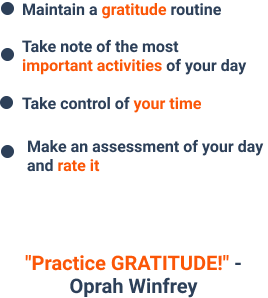 Maintain a gratitude routine
Take note of the most
important activities of your day
Take control of your time
Make an assessment of your day
and rate it
"Practice GRATITUDE!" -
Oprah Winfrey